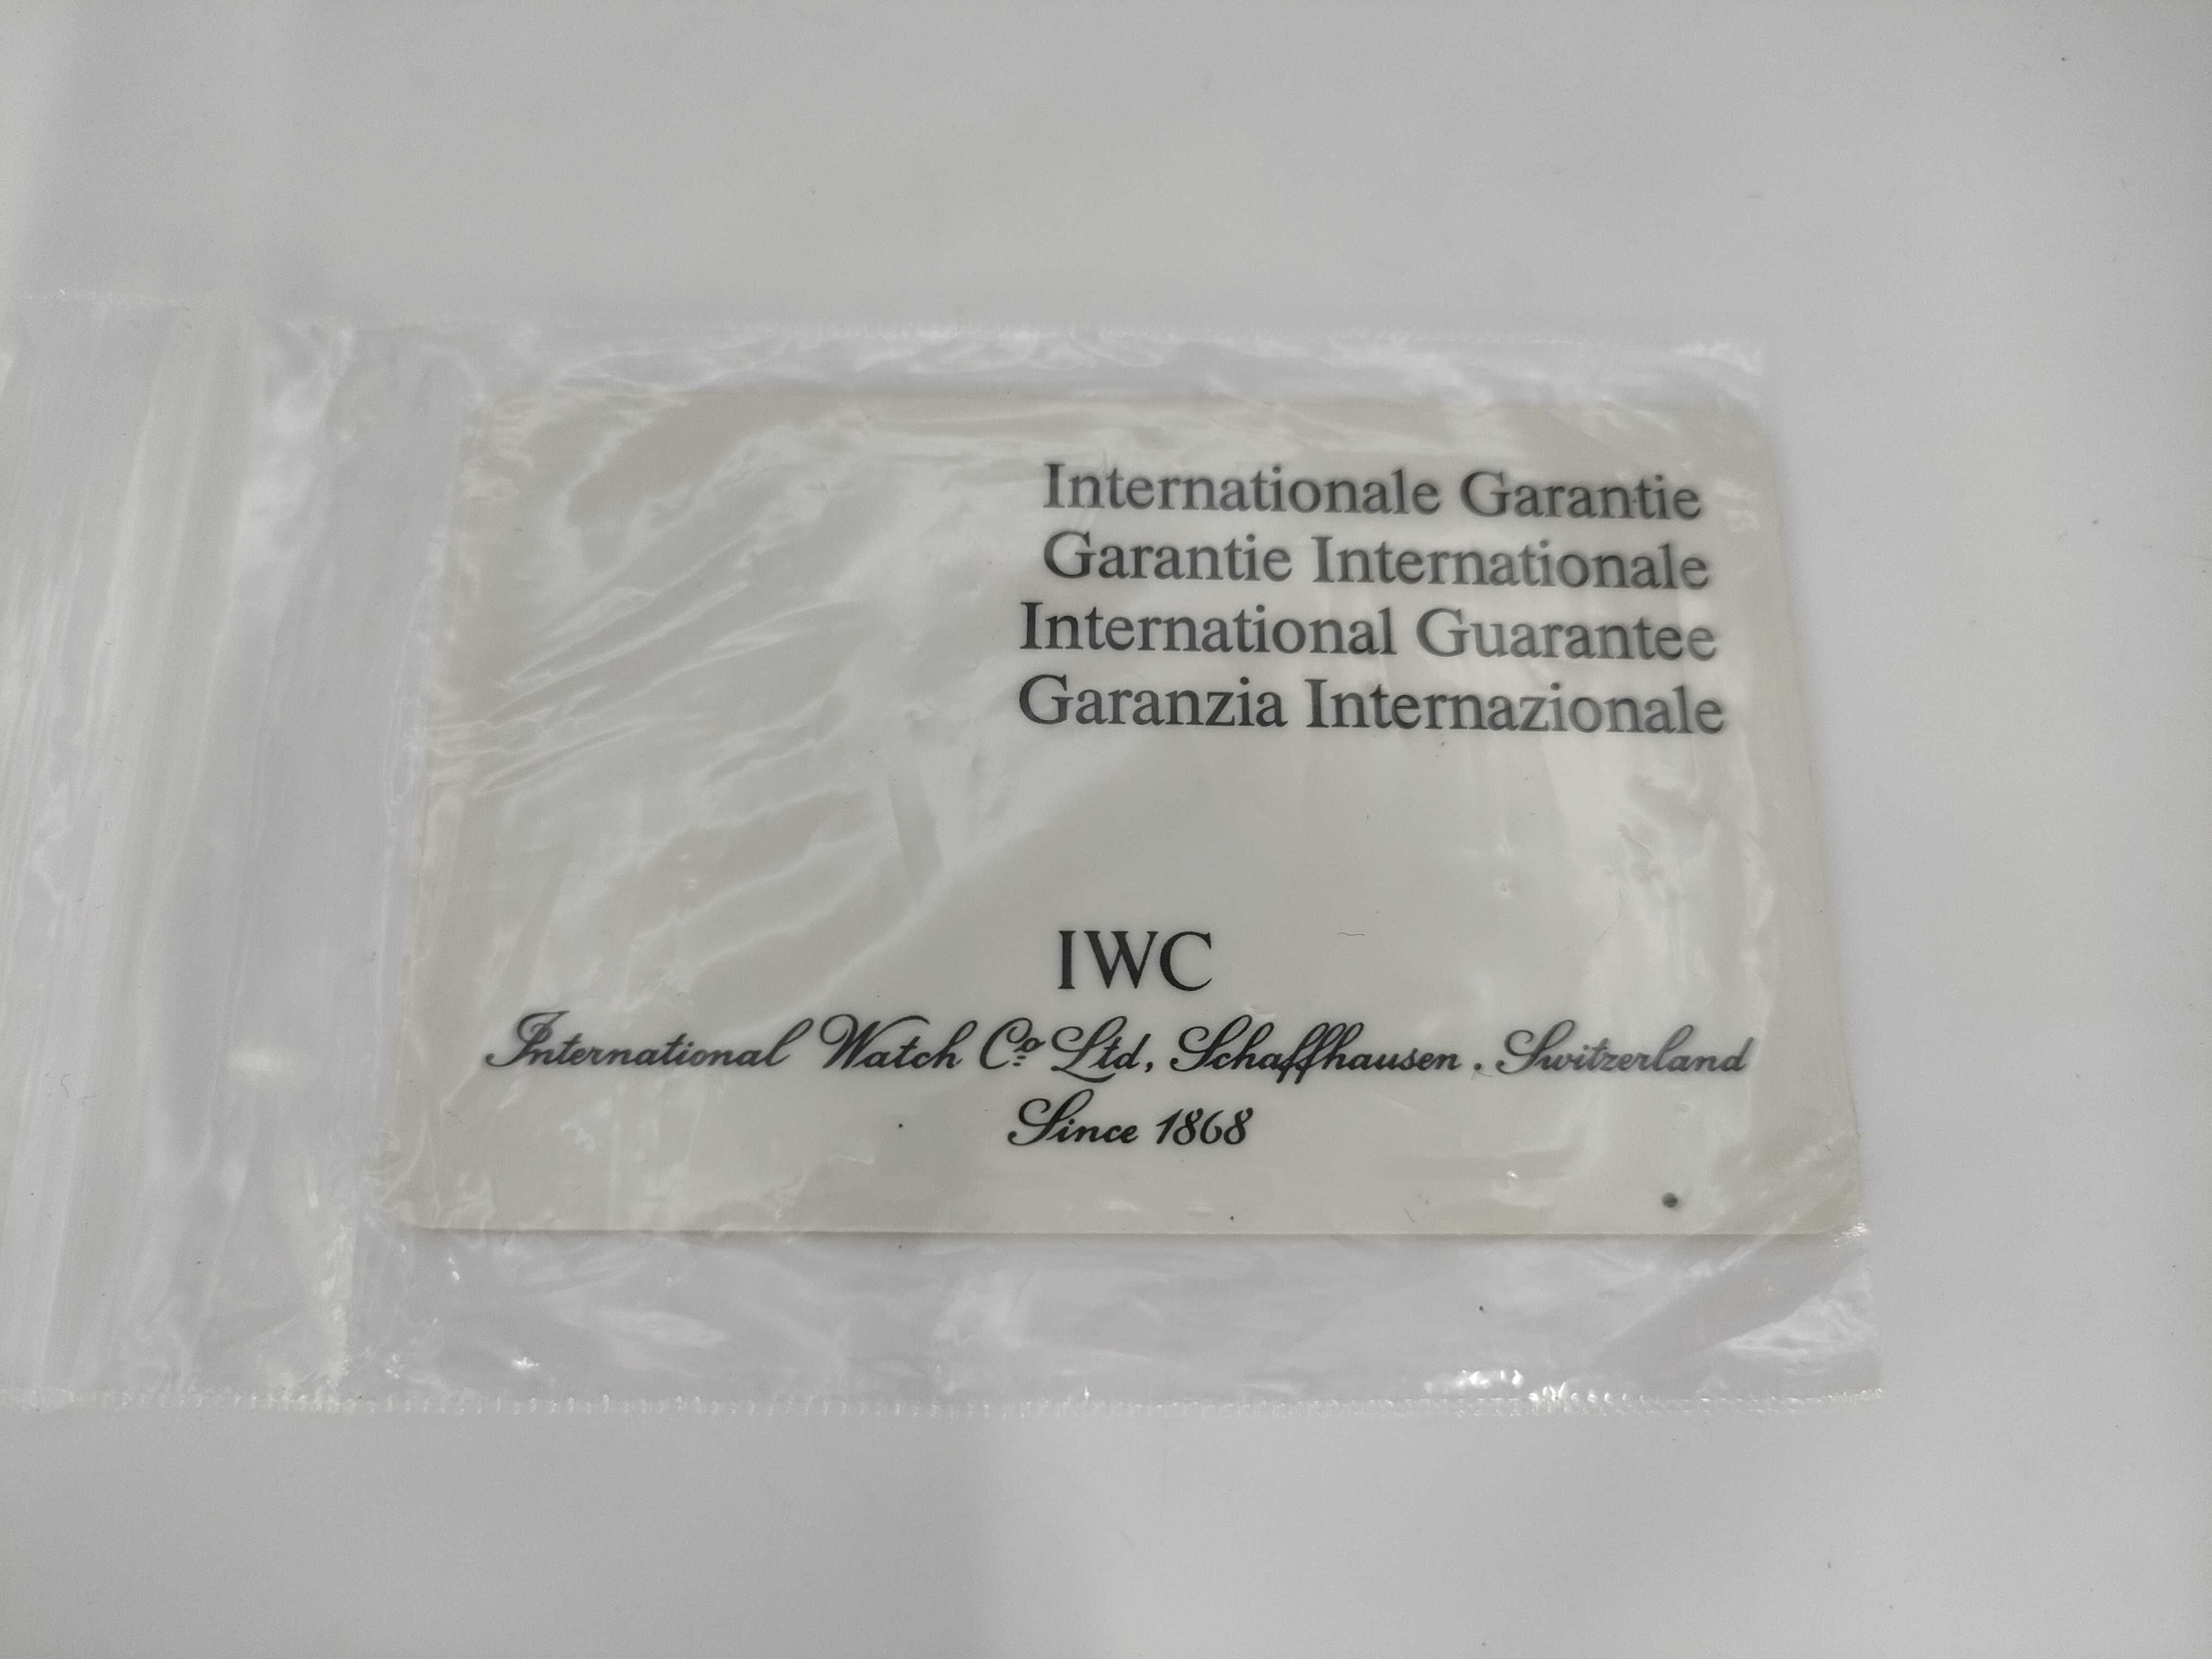 Internationale Garantie
Garantie Internationale
International Guarantee
Garanzia Internazionale
IWC
International Watch Co Ltd, Schaffhausen . Switzerland
Since 1868